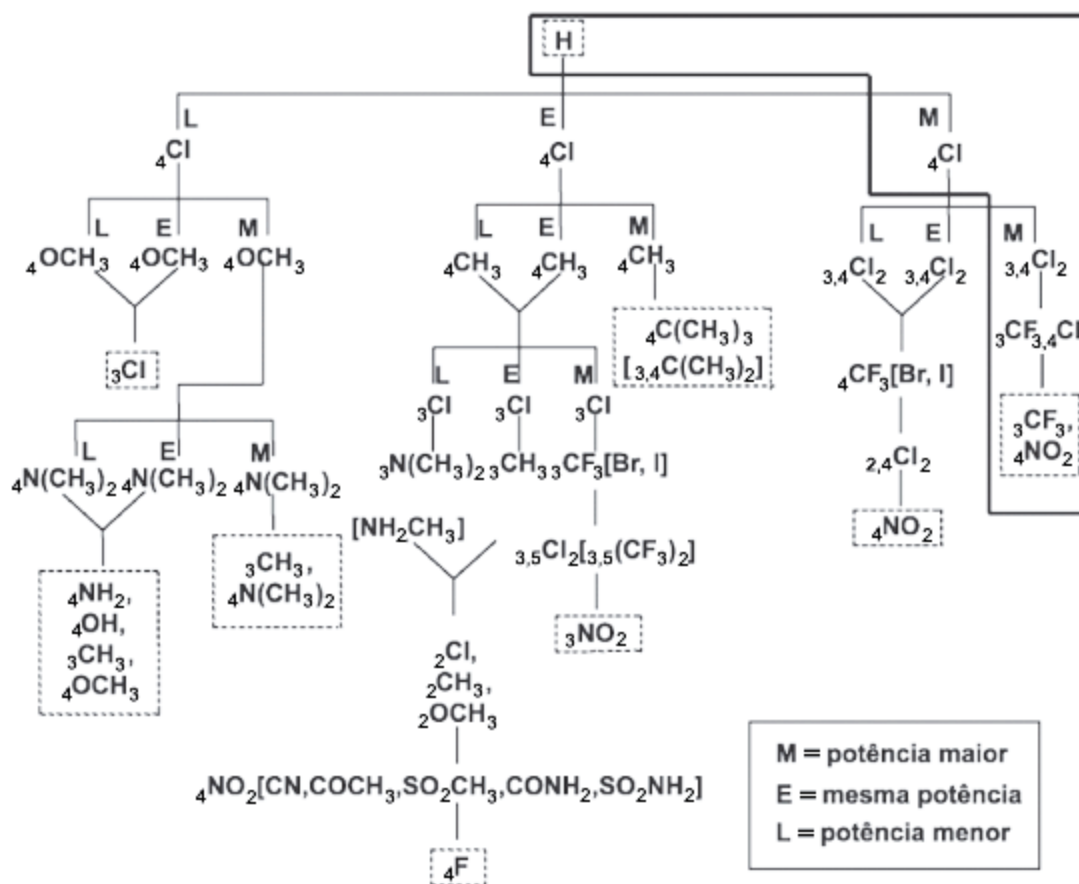 H
L E M
4Cl 4Cl 4Cl
L E M L E M L E M
4OCH3 4OCH3 4OCH3 4CH3 4CH3 4CH3 3,4Cl2 3,4Cl2 3,4Cl2
3Cl
4C(CH3)3
[3,4C(CH3)2]
3CF3,4Cl
4CF3[Br, I]
L E M
3Cl 3Cl 3Cl
3CF3,
4NO2
L E M
4N(CH3)2 4N(CH3)2 4N(CH3)2
3N(CH3)2 3CH3 3CF3[Br, I]
2,4Cl2
4NO2
[NH2CH3]
3,5Cl2[3,5(CF3)2]
3CH3,
4N(CH3)2
4NH2,
4OH,
3CH3,
4OCH3
3NO2
2Cl,
2CH3,
2OCH3
4NO2[CN,COCH3,SO2CH3,CONH2,SO2NH2]
4F
M = potência maior
E = mesma potência
L = potência menor